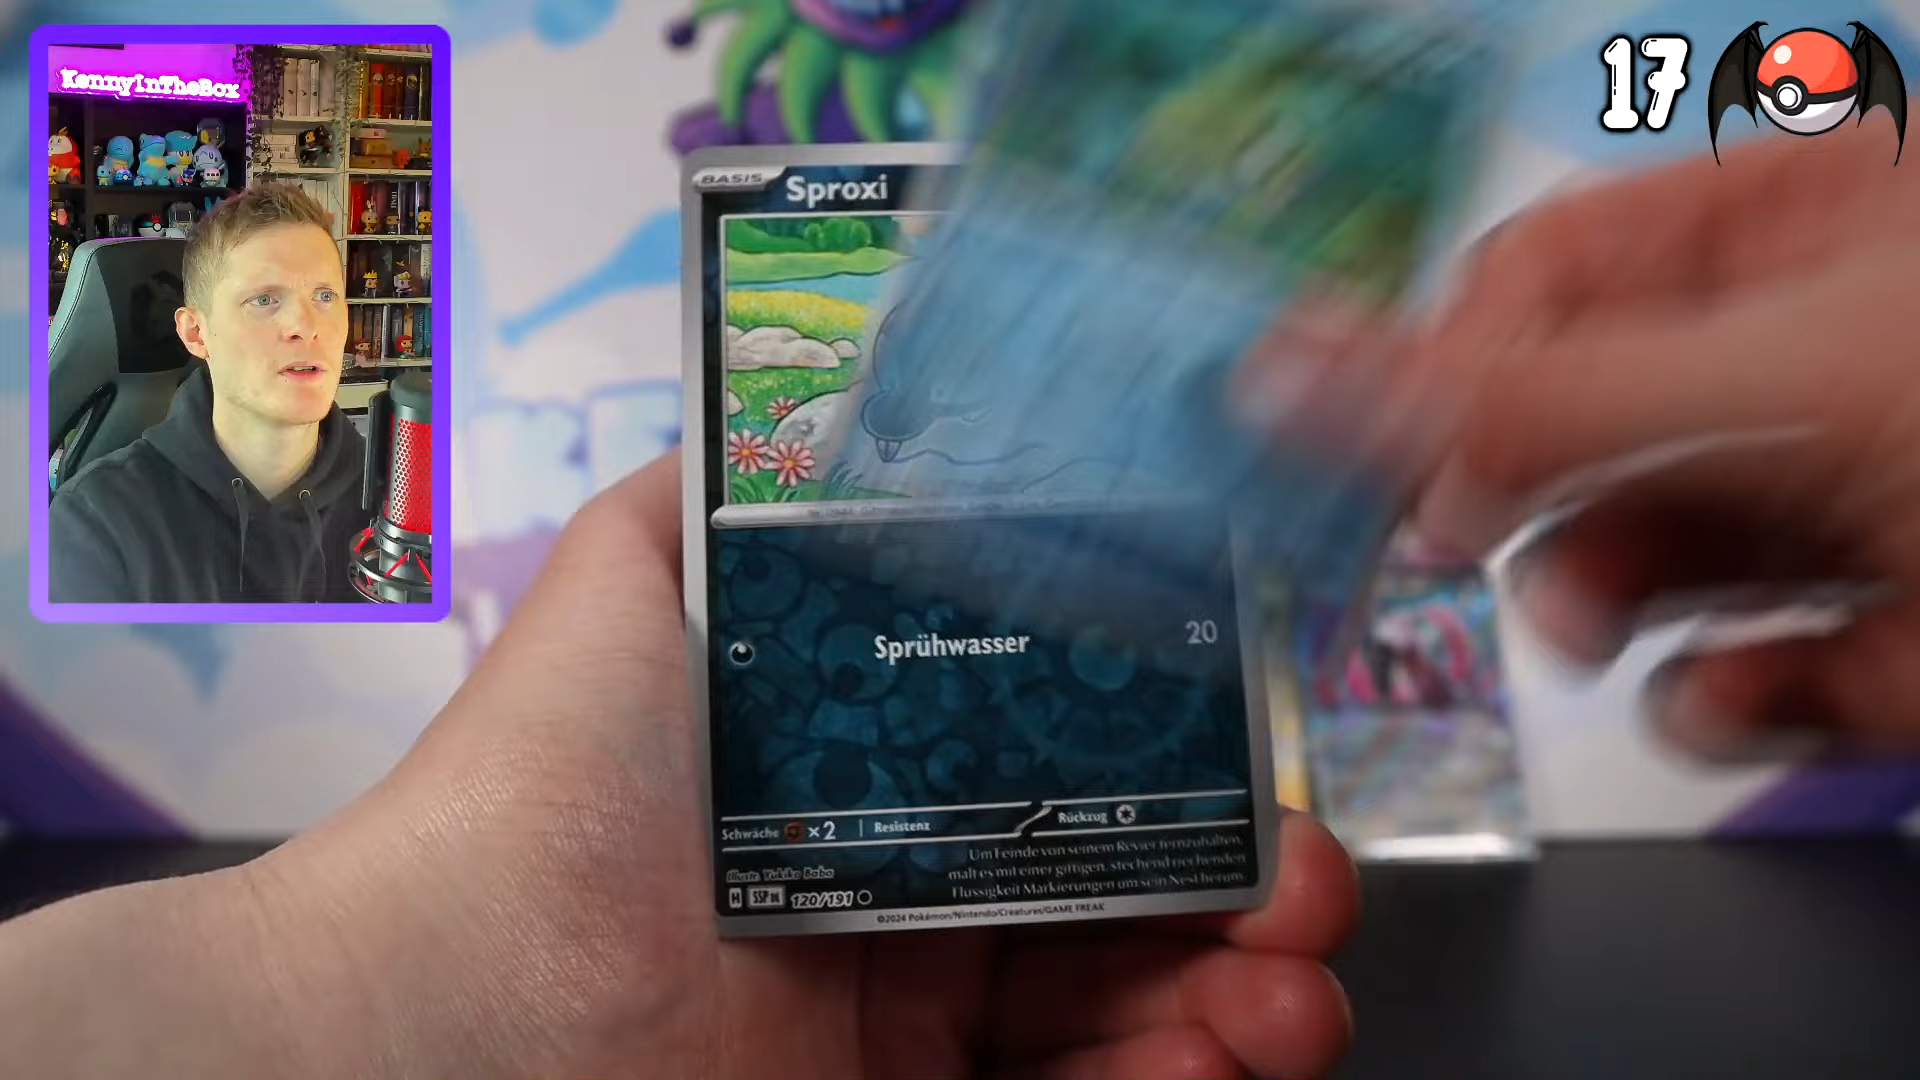 KennyInTheBox
17
BASIS Sproxi
Sprühwasser 20
Schwäche ×2 Resistenz Rückzug
Um Feinde von seinem Revier fernzuhalten,
malt es mit einer giftigen, stechend riechenden
Flüssigkeit Markierungen um sein Nest herum.
Illustr. Yukiko Baba
H SSP DE 120/191
©2024 Pokémon/Nintendo/Creatures/GAME FREAK